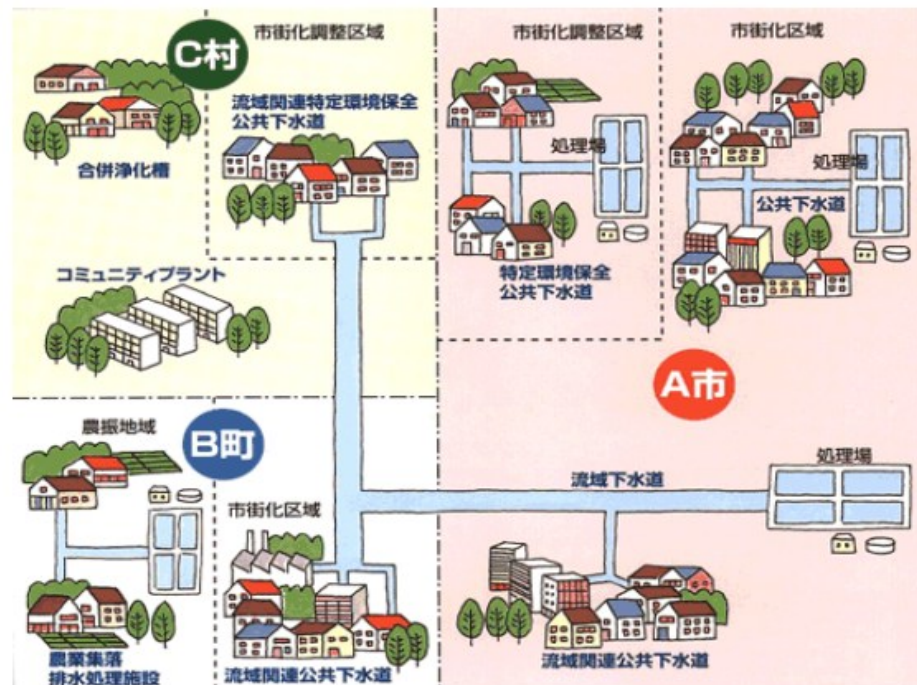 C村
市街化調整区域
流域関連特定環境保全
公共下水道
合併浄化槽
コミュニティプラント
市街化調整区域
処理場
特定環境保全
公共下水道
市街化区域
処理場
公共下水道
A市
農振地域
B町
市街化区域
農業集落
排水処理施設
流域関連公共下水道
流域下水道
処理場
流域関連公共下水道